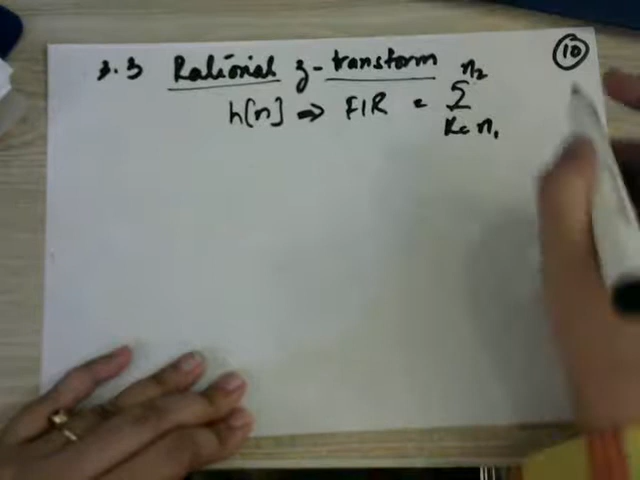 3.3 Rational z-transform
10
h[n] ⇒ FIR = ∑_{k=n₁}^{n₂}